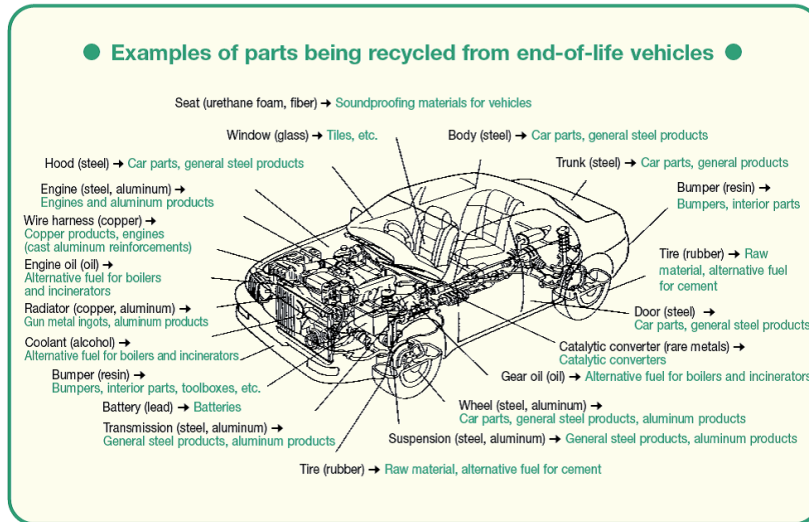 ● Examples of parts being recycled from end-of-life vehicles ●
Seat (urethane foam, fiber) → Soundproofing materials for vehicles
Window (glass) → Tiles, etc.
Body (steel) → Car parts, general steel products
Hood (steel) → Car parts, general steel products
Trunk (steel) → Car parts, general products
Engine (steel, aluminum) →
Engines and aluminum products
Bumper (resin) →
Bumpers, interior parts
Wire harness (copper) →
Copper products, engines
(cast aluminum reinforcements)
Tire (rubber) → Raw
material, alternative fuel
for cement
Engine oil (oil) →
Alternative fuel for boilers
and incinerators
Radiator (copper, aluminum) →
Gun metal ingots, aluminum products
Door (steel) →
Car parts, general steel products
Coolant (alcohol) →
Alternative fuel for boilers and incinerators
Catalytic converter (rare metals) →
Catalytic converters
Bumper (resin) →
Bumpers, interior parts, toolboxes, etc.
Gear oil (oil) → Alternative fuel for boilers and incinerators
Battery (lead) → Batteries
Wheel (steel, aluminum) →
Car parts, general steel products, aluminum products
Transmission (steel, aluminum) →
General steel products, aluminum products
Suspension (steel, aluminum) → General steel products, aluminum products
Tire (rubber) → Raw material, alternative fuel for cement